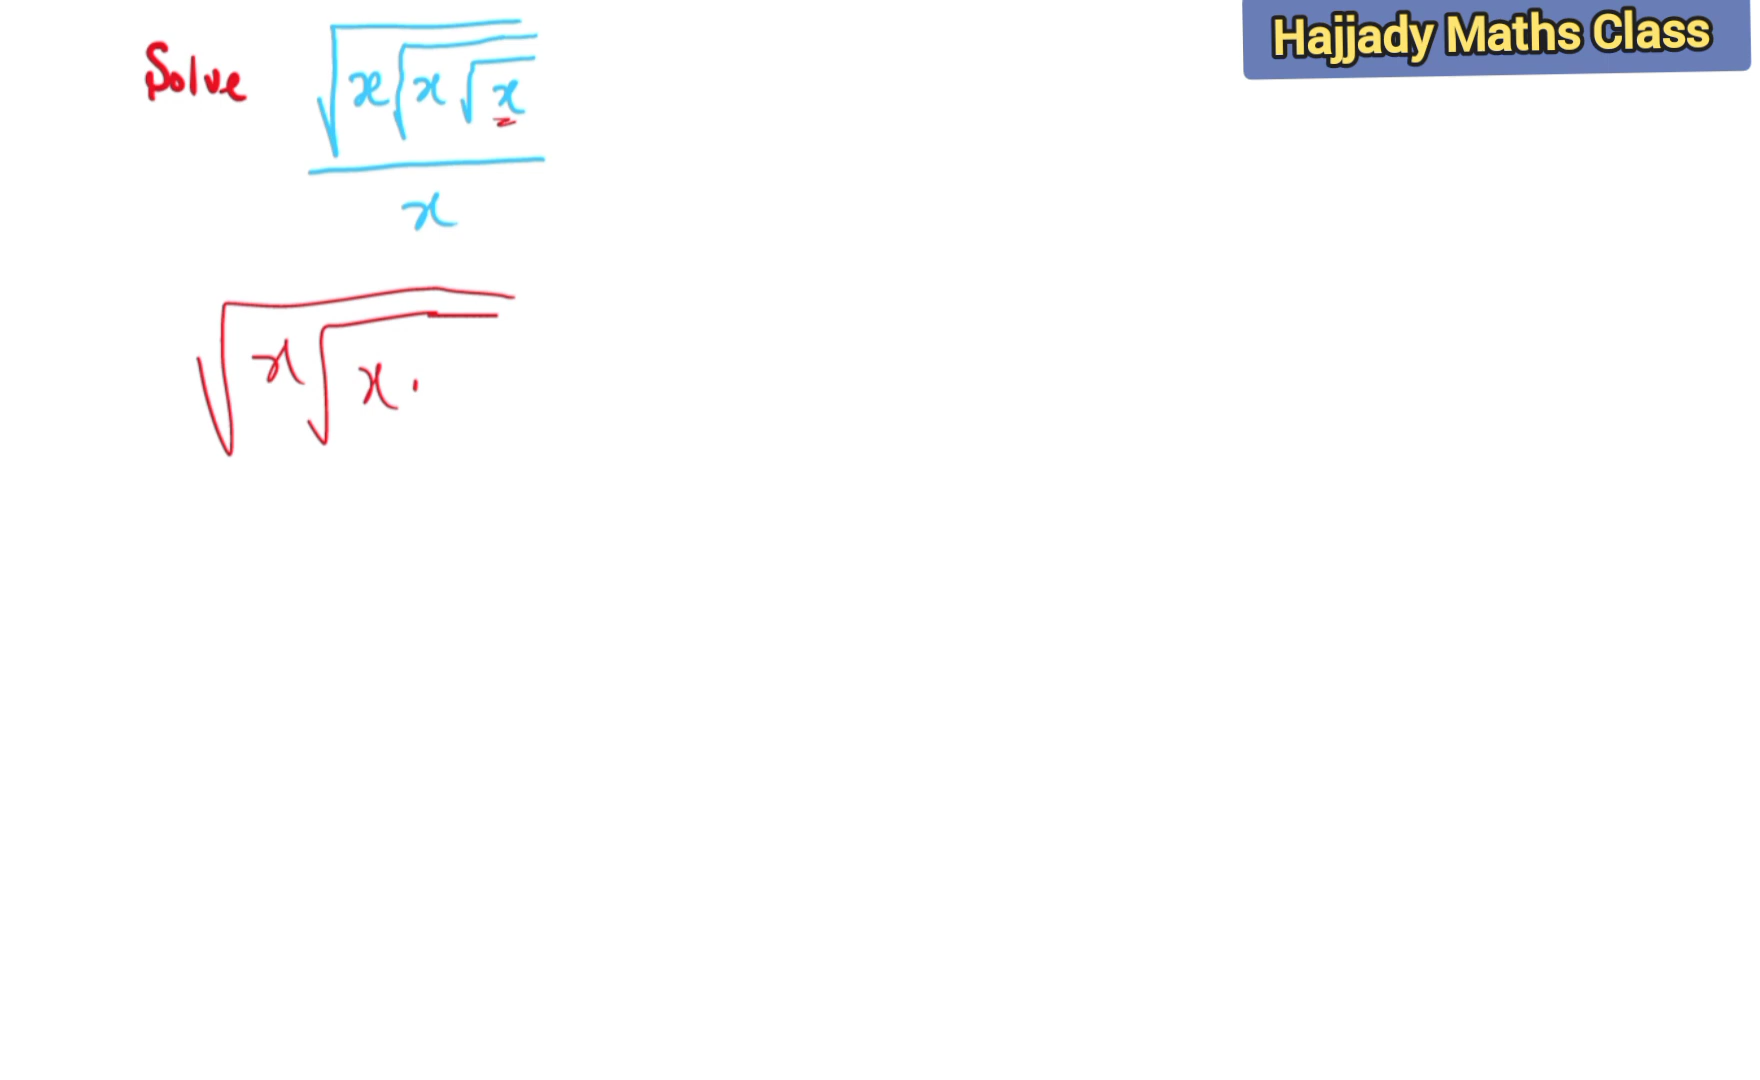 Hajjady Maths Class
Solve √(x√(x√x)) / x
√(x√(x.